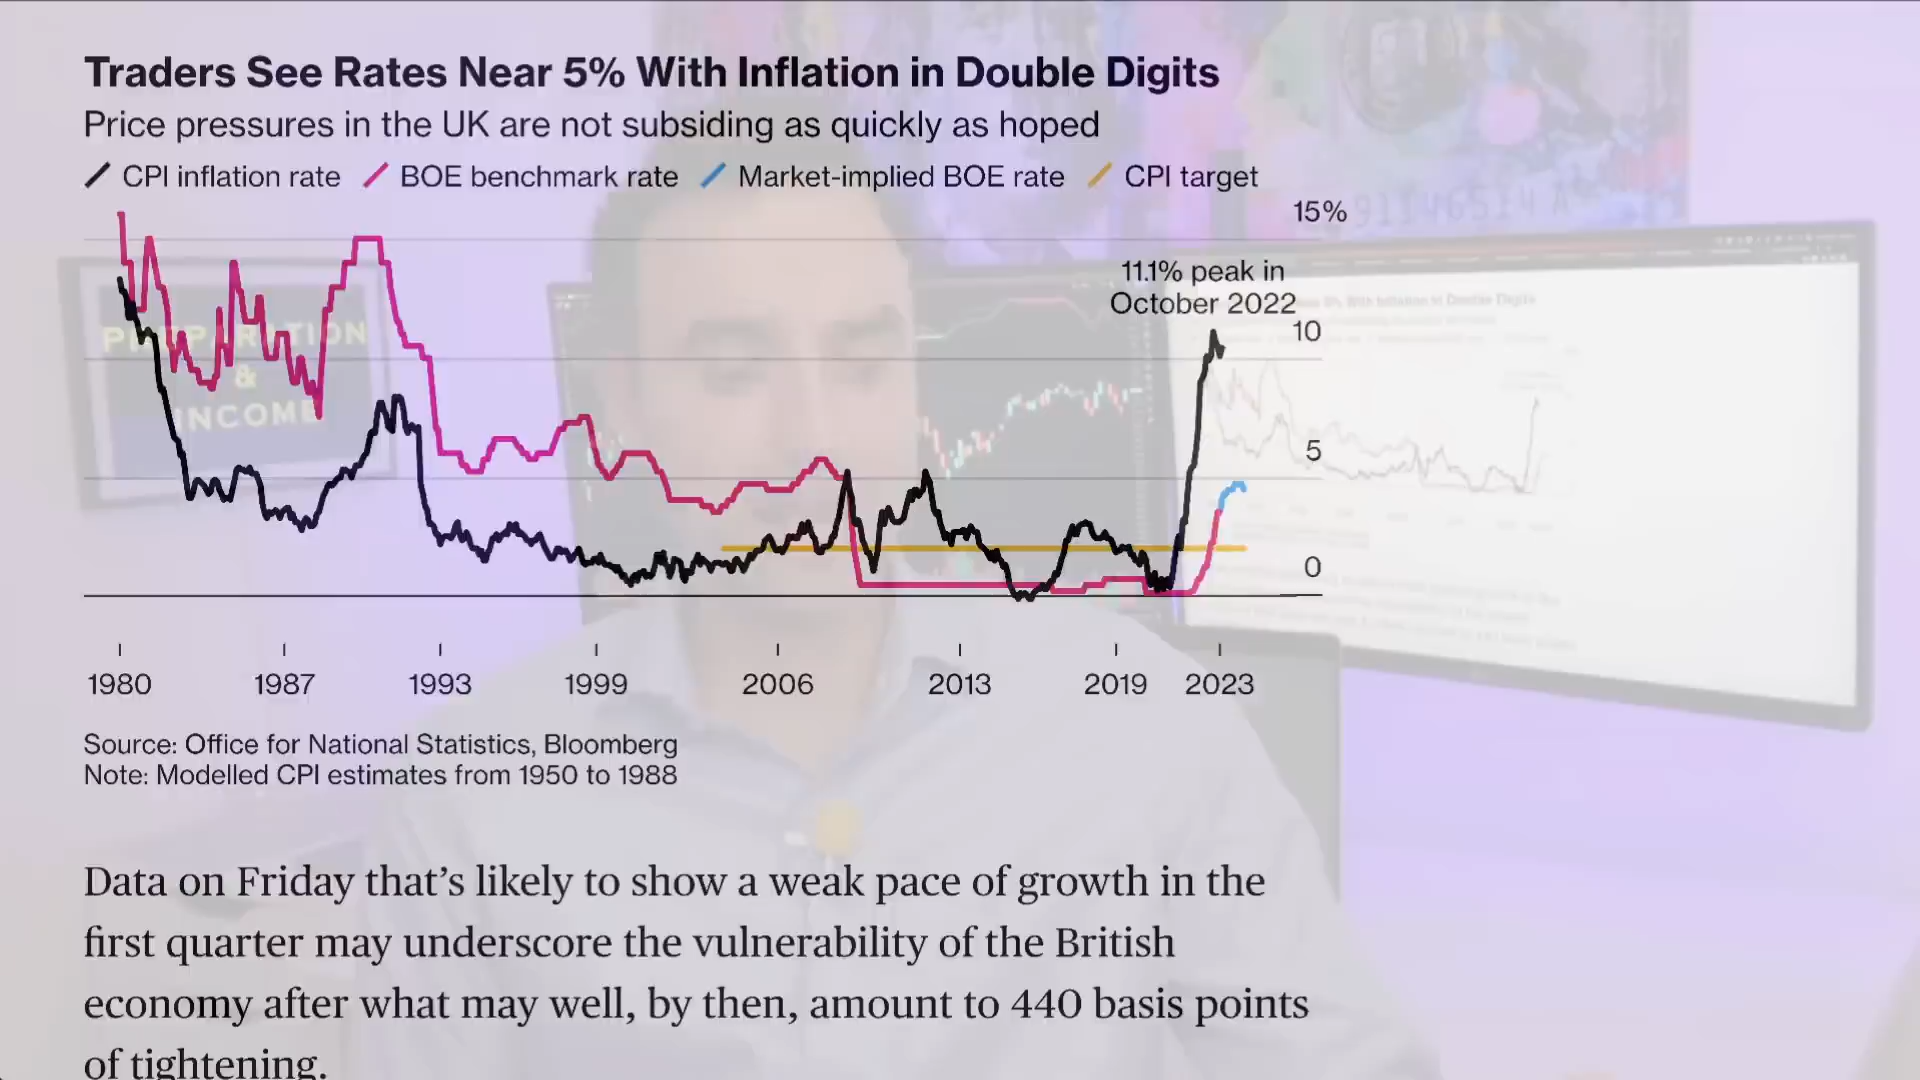 Traders See Rates Near 5% With Inflation in Double Digits
Price pressures in the UK are not subsiding as quickly as hoped
CPI inflation rate BOE benchmark rate Market-implied BOE rate CPI target
15%
91146514 A
11.1% peak in
October 2022
10
5
0
PREPARATION
&
INCOME
1980 1987 1993 1999 2006 2013 2019 2023
Source: Office for National Statistics, Bloomberg
Note: Modelled CPI estimates from 1950 to 1988
Data on Friday that's likely to show a weak pace of growth in the
first quarter may underscore the vulnerability of the British
economy after what may well, by then, amount to 440 basis points
of tightening.